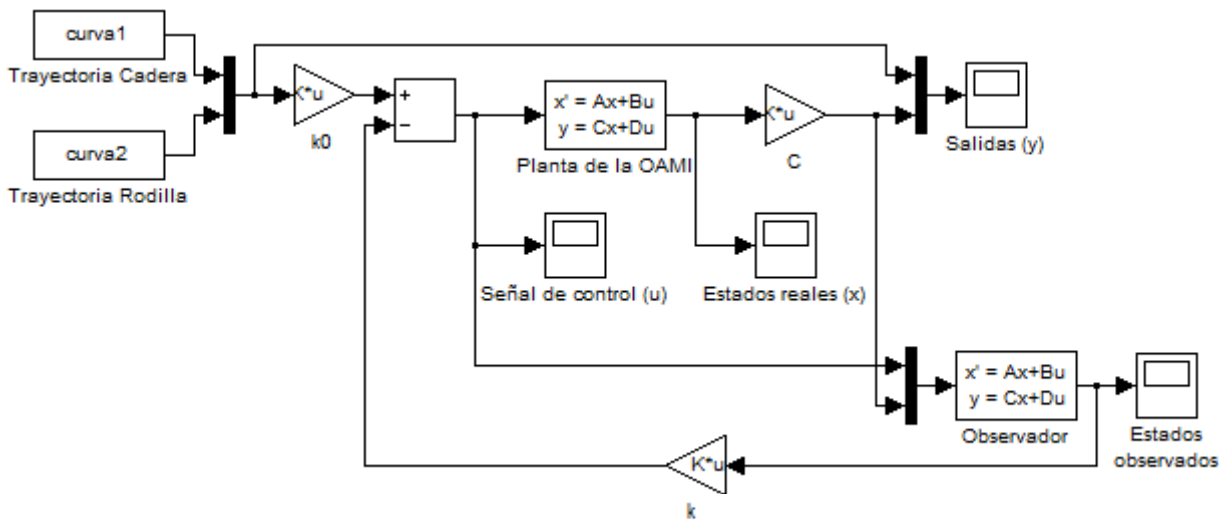 curva1
Trayectoria Cadera
curva2
Trayectoria Rodilla
K*u
k0
+
−
x' = Ax+Bu
y = Cx+Du
Planta de la OAMI
K*u
C
Salidas (y)
Señal de control (u)
Estados reales (x)
x' = Ax+Bu
y = Cx+Du
Observador
Estados
observados
K*u
k